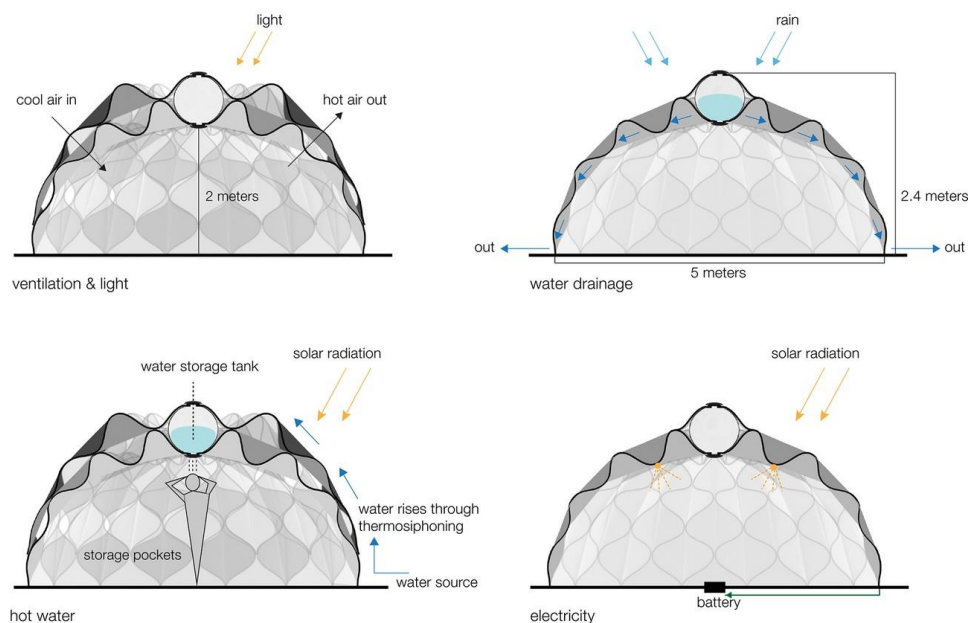 light
cool air in
hot air out
2 meters
ventilation & light
rain
2.4 meters
out
out
5 meters
water drainage
solar radiation
water storage tank
water rises through
thermosiphoning
storage pockets
water source
hot water
solar radiation
battery
electricity